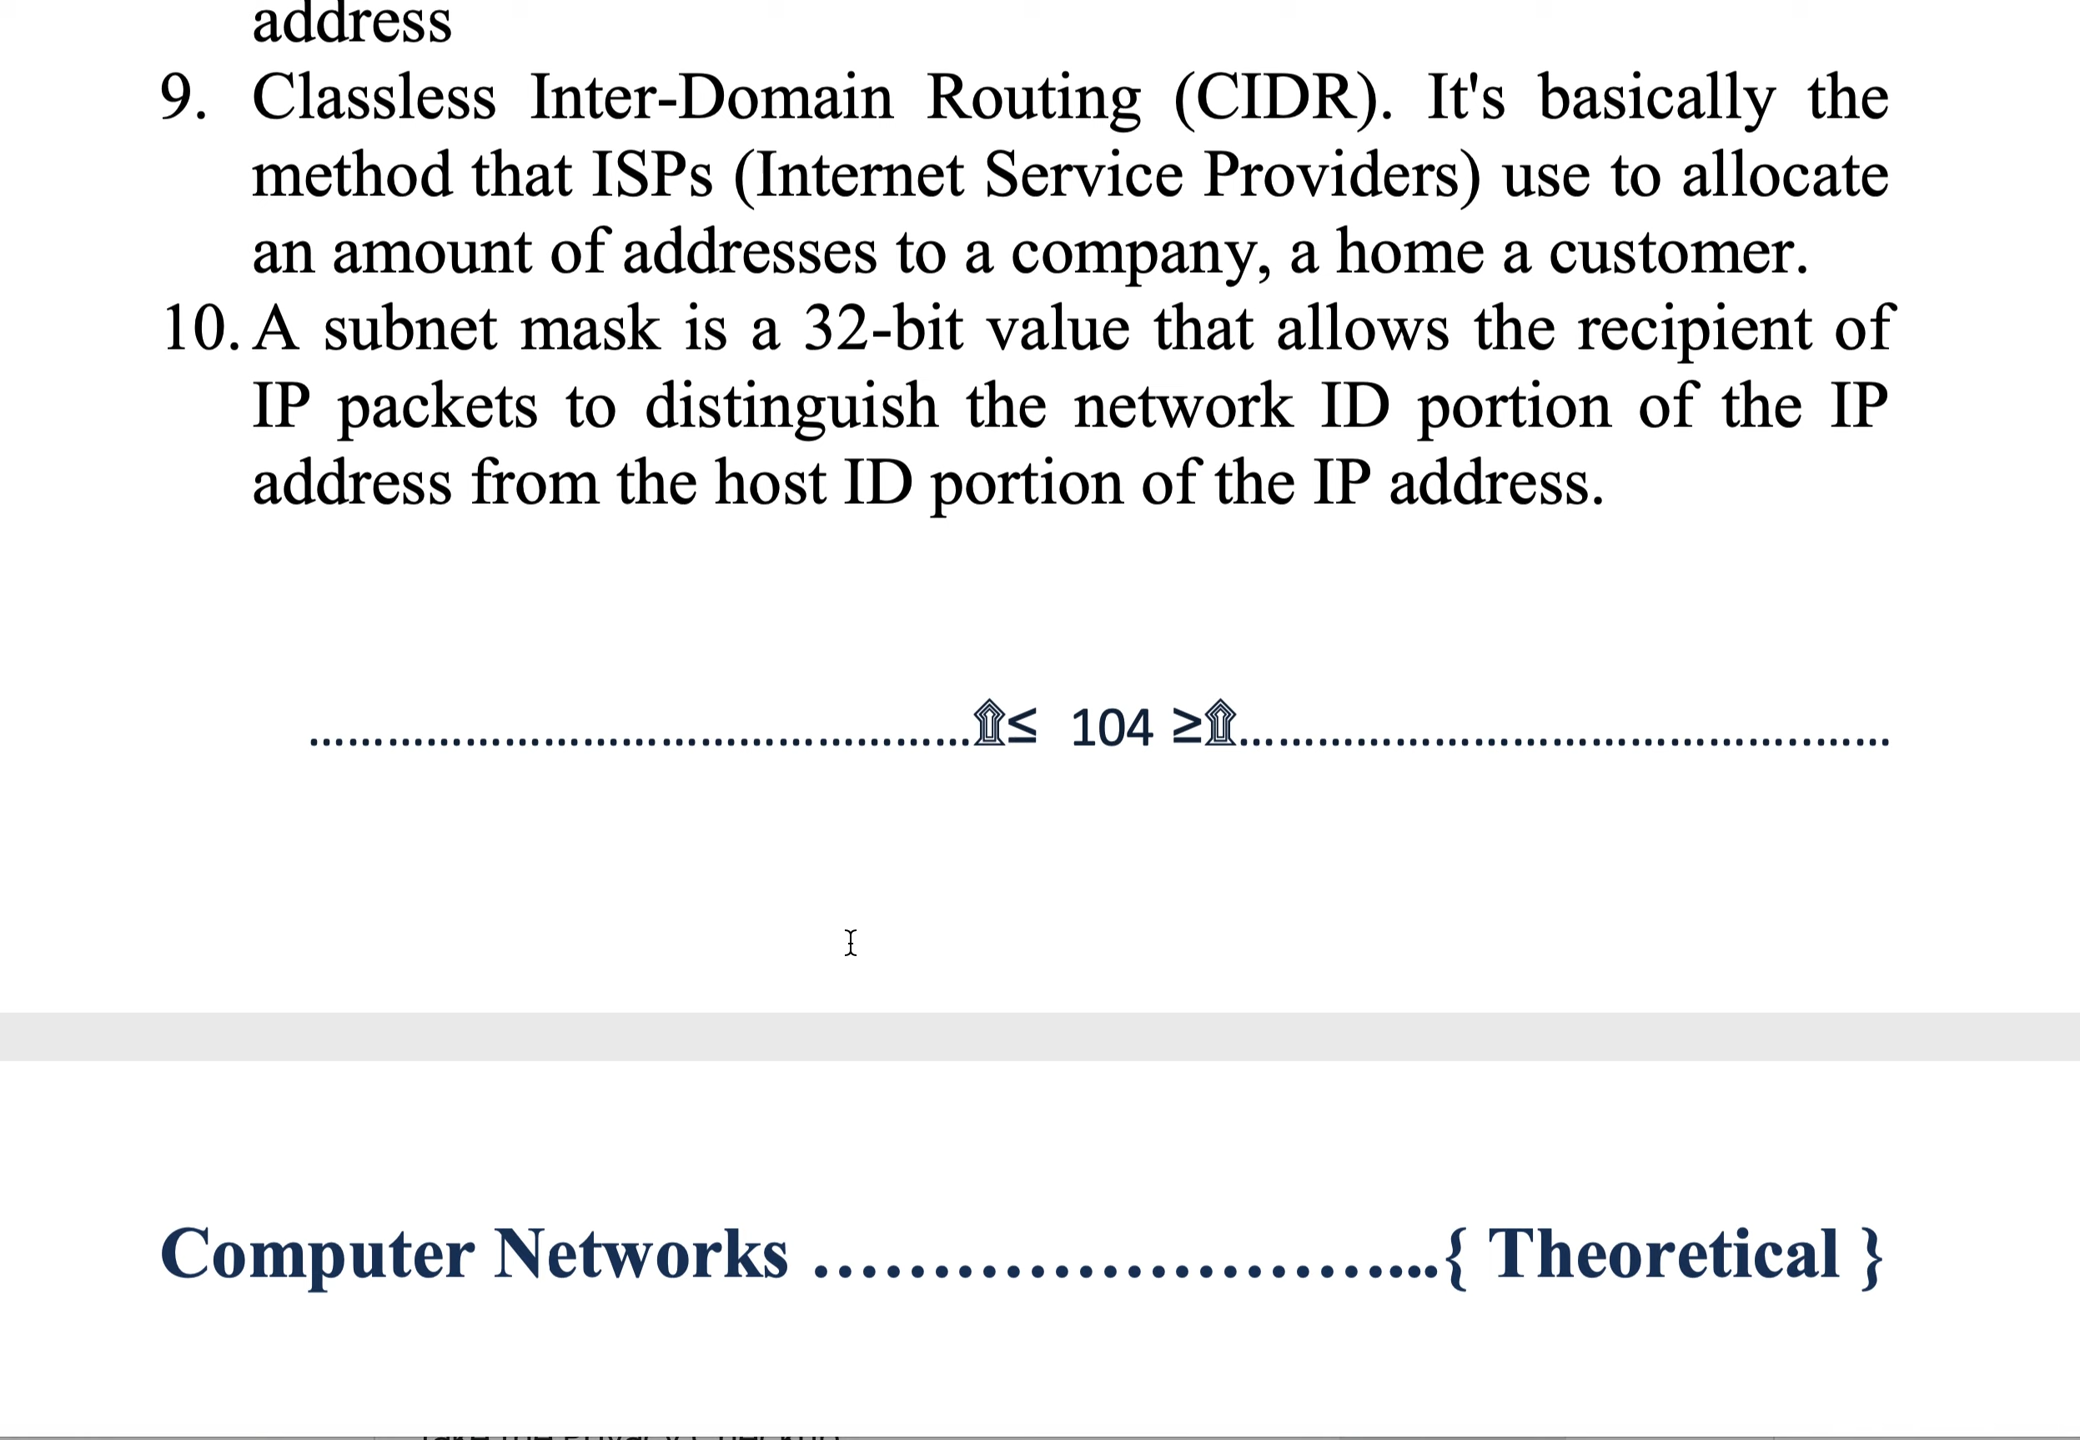 address
9. Classless Inter-Domain Routing (CIDR). It's basically the
method that ISPs (Internet Service Providers) use to allocate
an amount of addresses to a company, a home a customer.
10. A subnet mask is a 32-bit value that allows the recipient of
IP packets to distinguish the network ID portion of the IP
address from the host ID portion of the IP address.
...................................................⇮≤ 104 ≥⇮...................................................
Computer Networks ……………………...{ Theoretical }